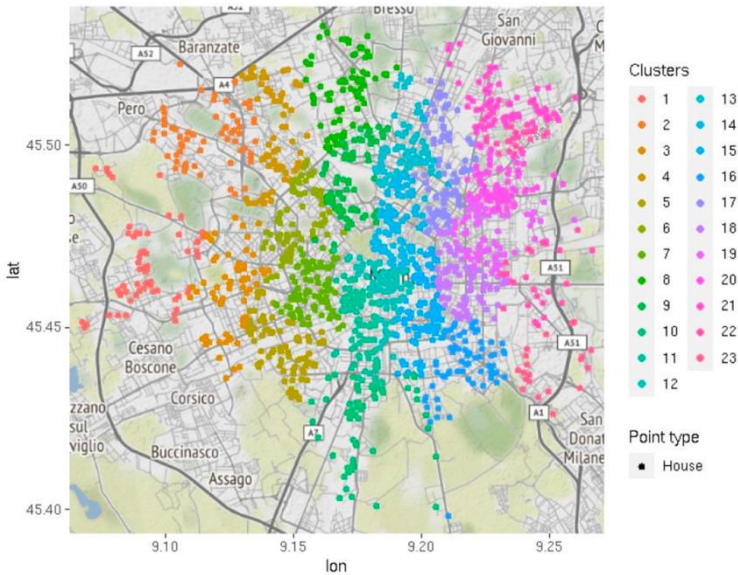 Bresso
San
Giovanni
A52
Baranzate
A4
Pero
A50
A51
A51
Cesano
Boscone
Corsico
A1
A7
Buccinasco
Assago
San
Donat
Milane
45.50
45.45
45.40
lat
9.10 9.15 9.20 9.25
lon
Clusters
1 13
2 14
3 15
4 16
5 17
6 18
7 19
8 20
9 21
10 22
11 23
12
Point type
House